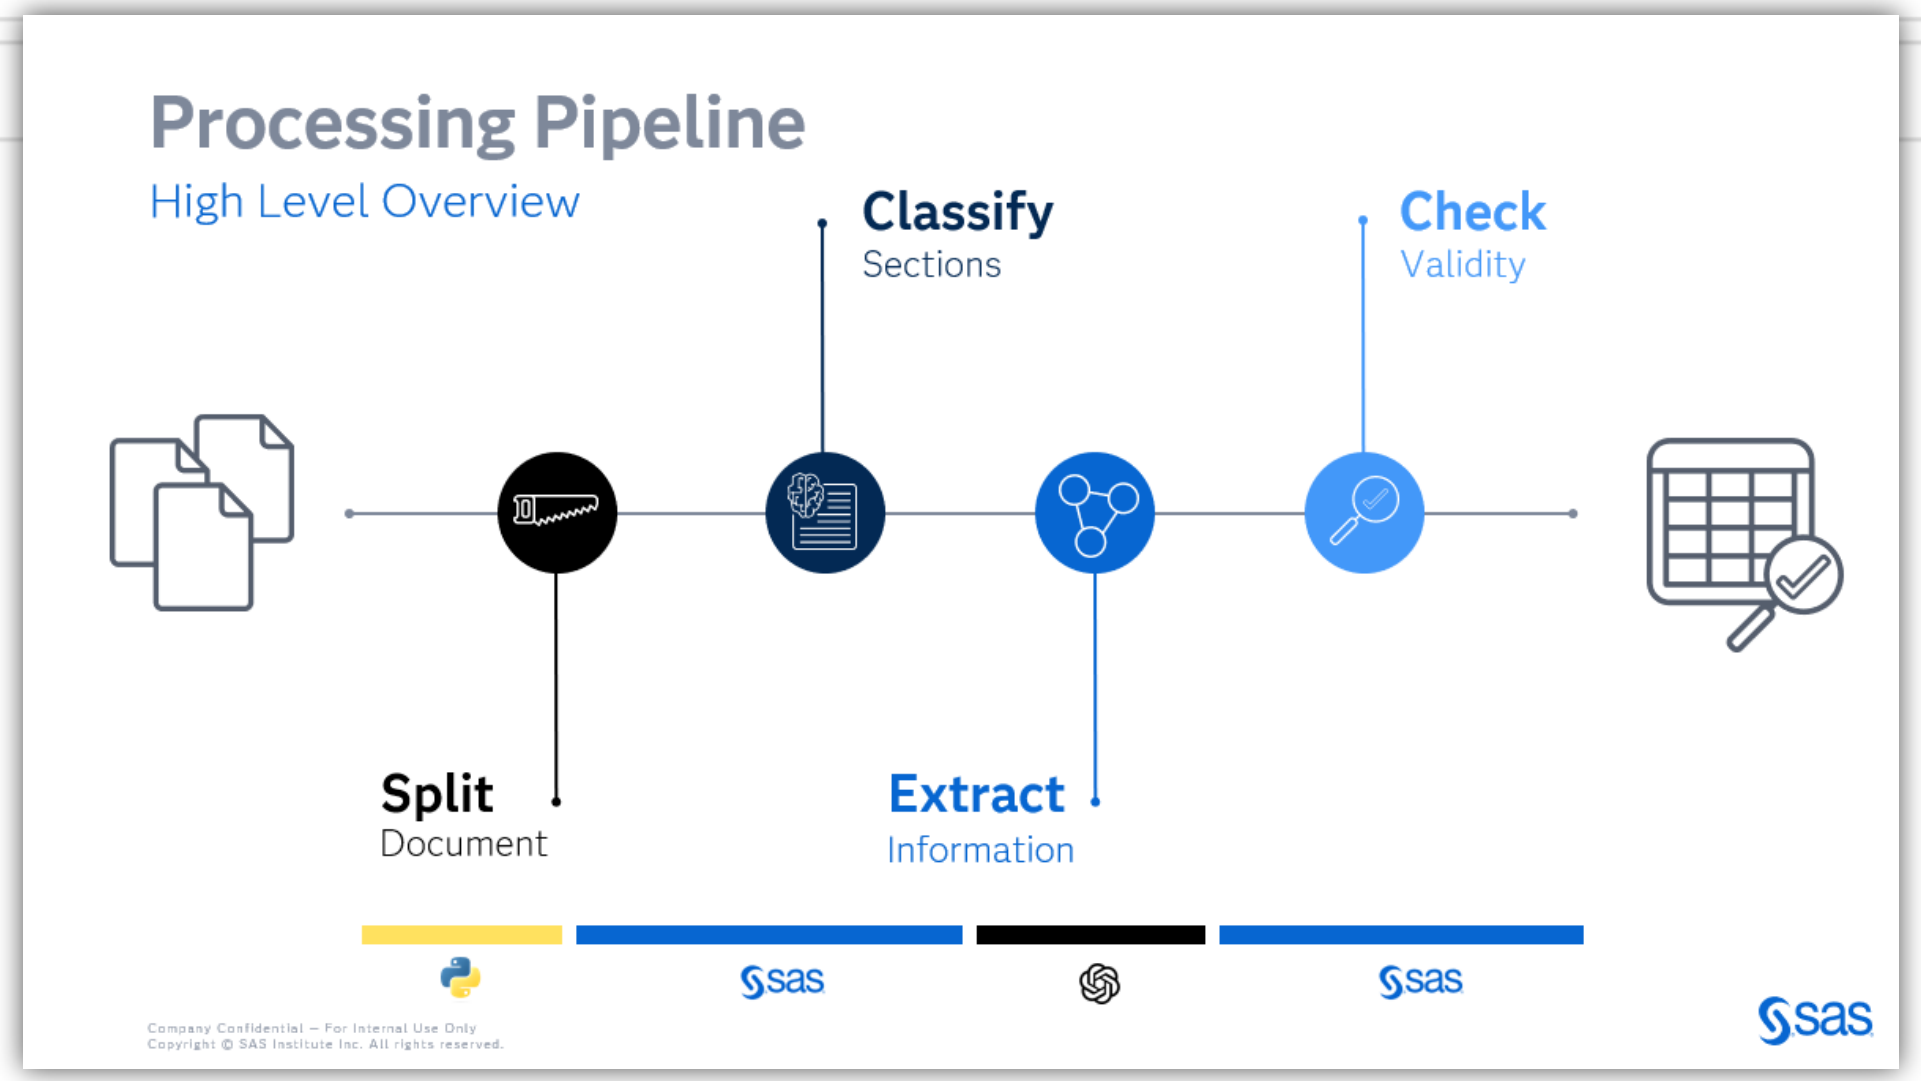 Processing Pipeline
High Level Overview
Classify
Sections
Check
Validity
Split
Document
Extract
Information
sas
sas
Company Confidential – For Internal Use Only
Copyright © SAS Institute Inc. All rights reserved.
sas